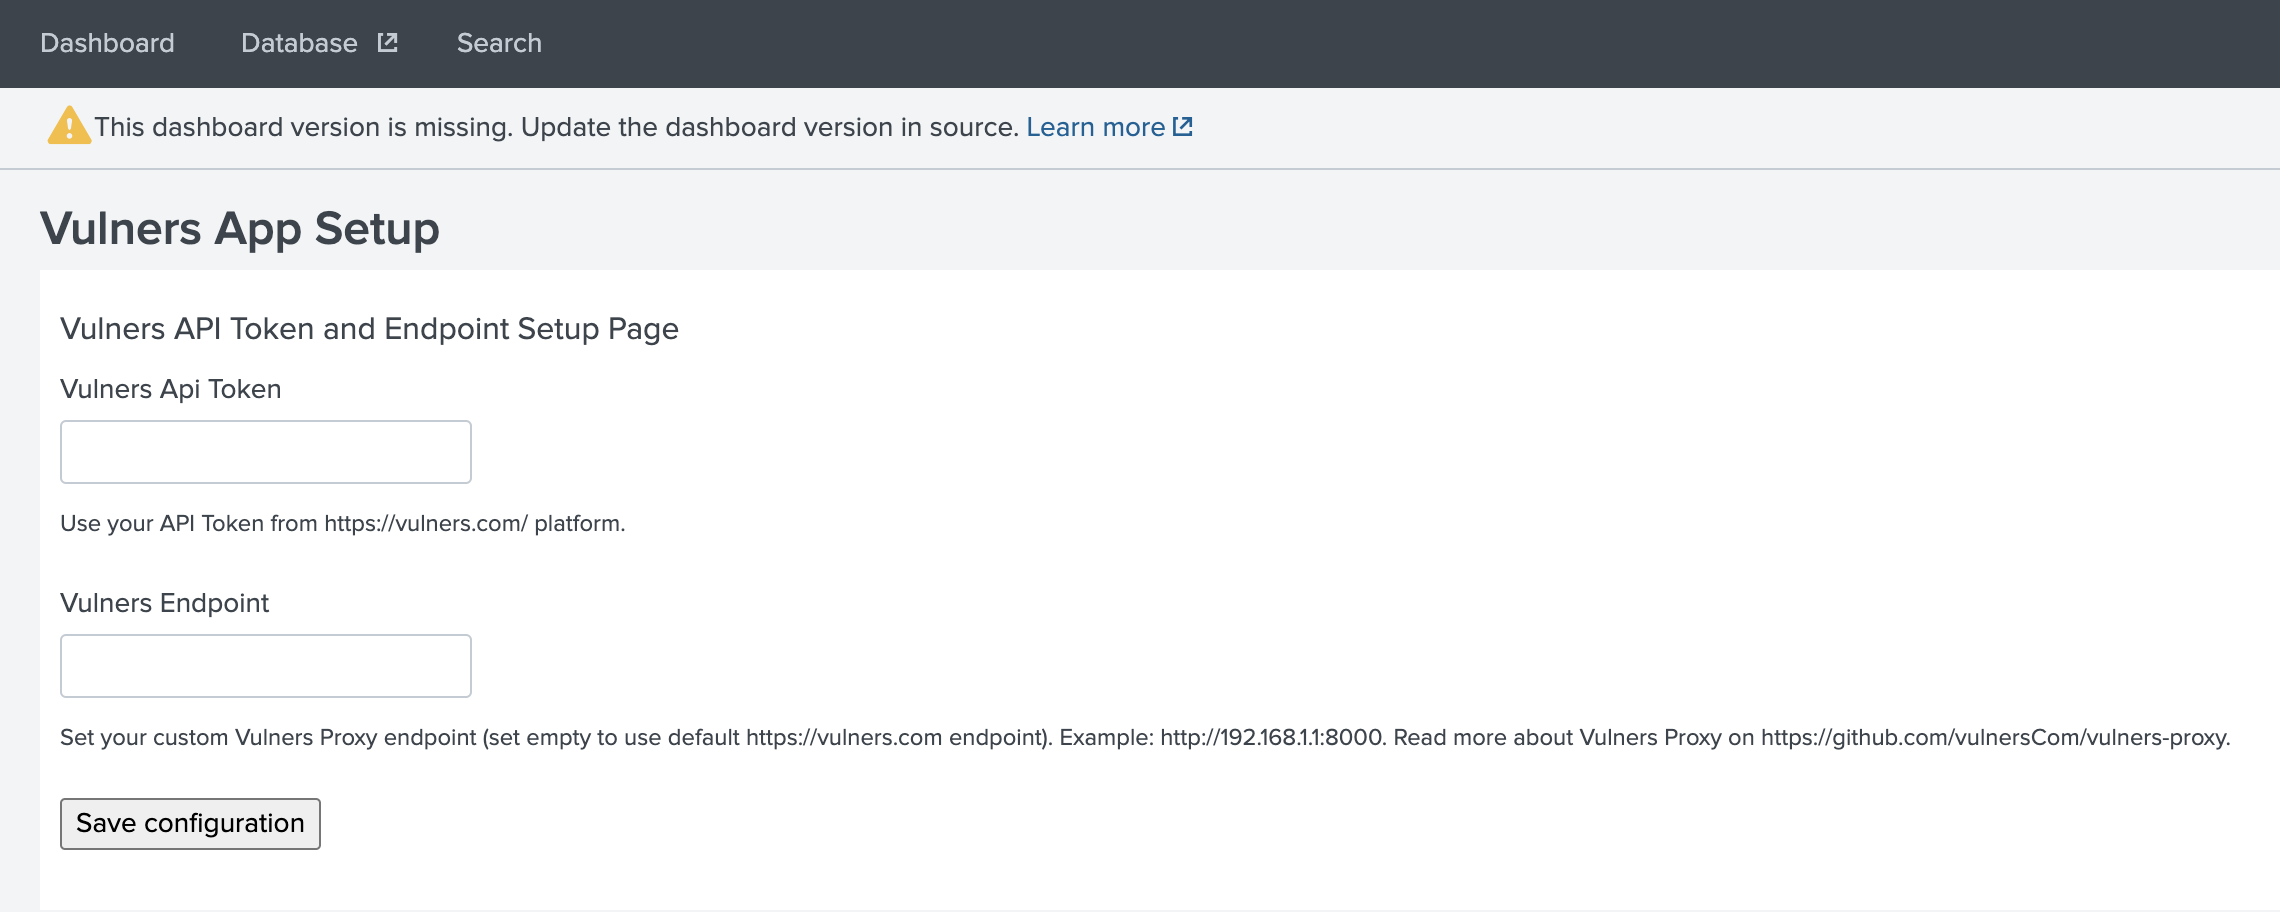 Dashboard Database Search
This dashboard version is missing. Update the dashboard version in source. Learn more
Vulners App Setup
Vulners API Token and Endpoint Setup Page
Vulners Api Token
Use your API Token from https://vulners.com/ platform.
Vulners Endpoint
Set your custom Vulners Proxy endpoint (set empty to use default https://vulners.com endpoint). Example: http://192.168.1.1:8000. Read more about Vulners Proxy on https://github.com/vulnersCom/vulners-proxy.
Save configuration